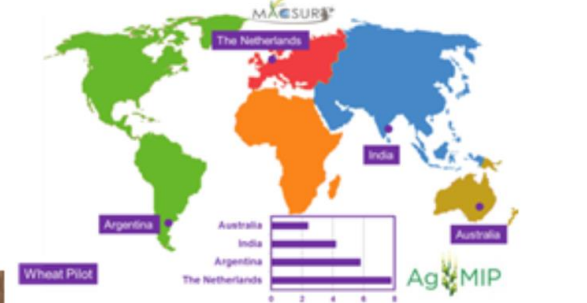 MACSUR
The Netherlands
India
Argentina
Australia
Australia
India
Argentina
The Netherlands
0 2 4 6 8
Wheat Pilot
AgMIP